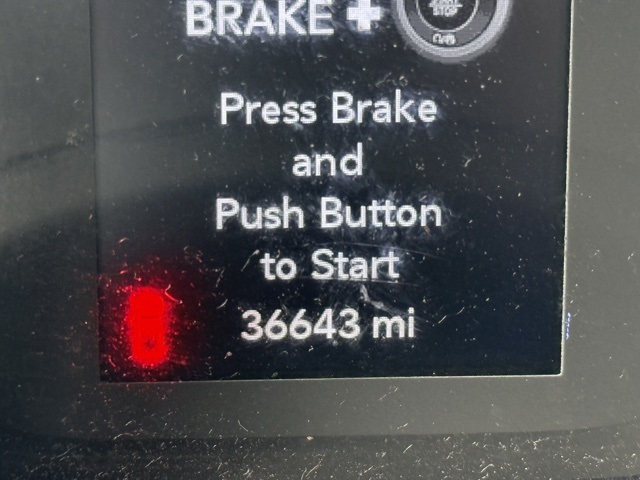 BRAKE +
Press Brake
and
Push Button
to Start
36643 mi